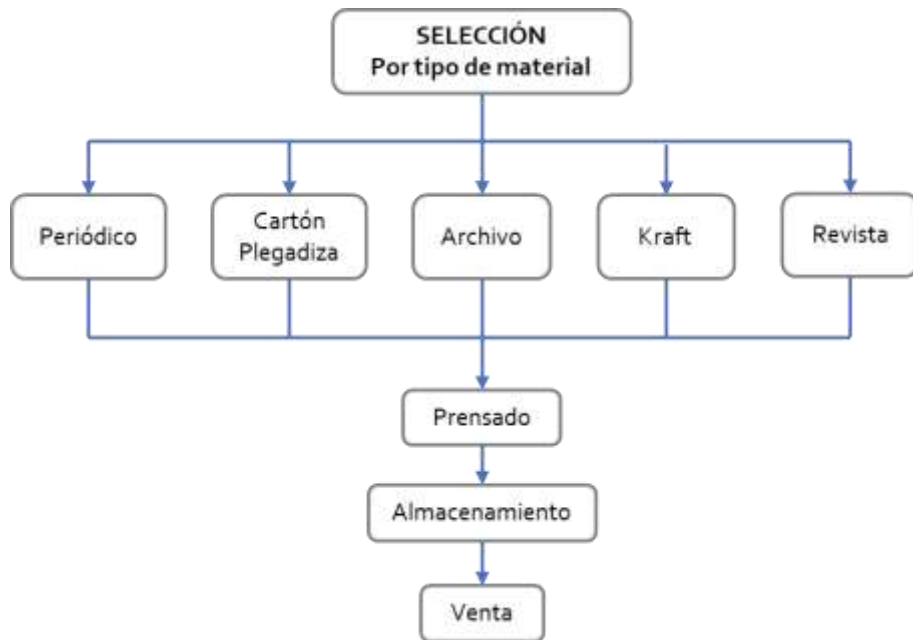 SELECCIÓN
Por tipo de material
Periódico
Cartón
Plegadiza
Archivo
Kraft
Revista
Prensado
Almacenamiento
Venta